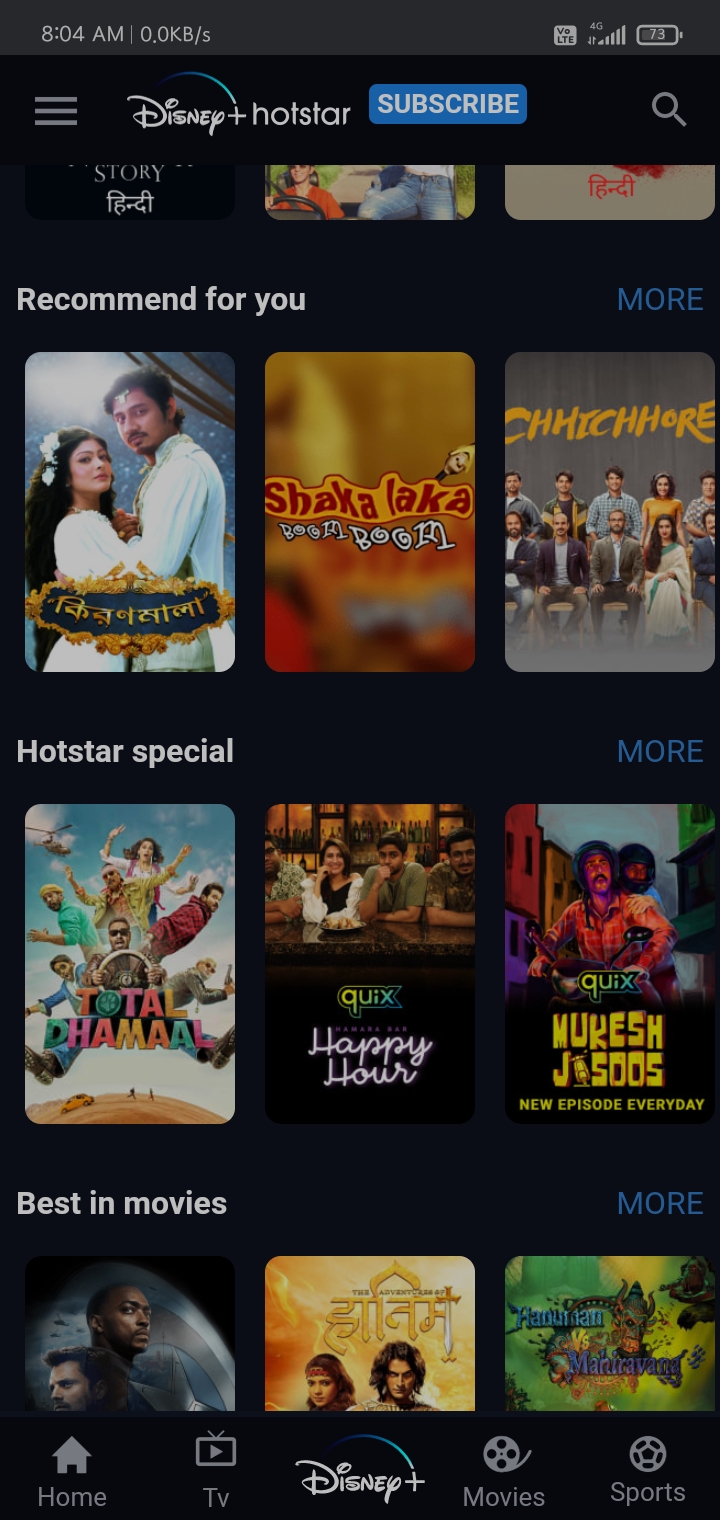 8:04 AM | 0.0KB/s
Vo LTE
4G
73
Disney+ hotstar
SUBSCRIBE
STORY
हिन्दी
हिन्दी
Recommend for you
MORE
কিরণমালা
Shaka laka
BOOM BOOM
CHHICHHORE
Hotstar special
MORE
TOTAL
DHAMAAL
quix
HAMARA BAR
Happy
Hour
quix
MUKESH
JASOOS
NEW EPISODE EVERYDAY
Best in movies
MORE
THE ADVENTURES OF
हातिम
Hanuman
Mahiravana
Home
Tv
Disney+
Movies
Sports